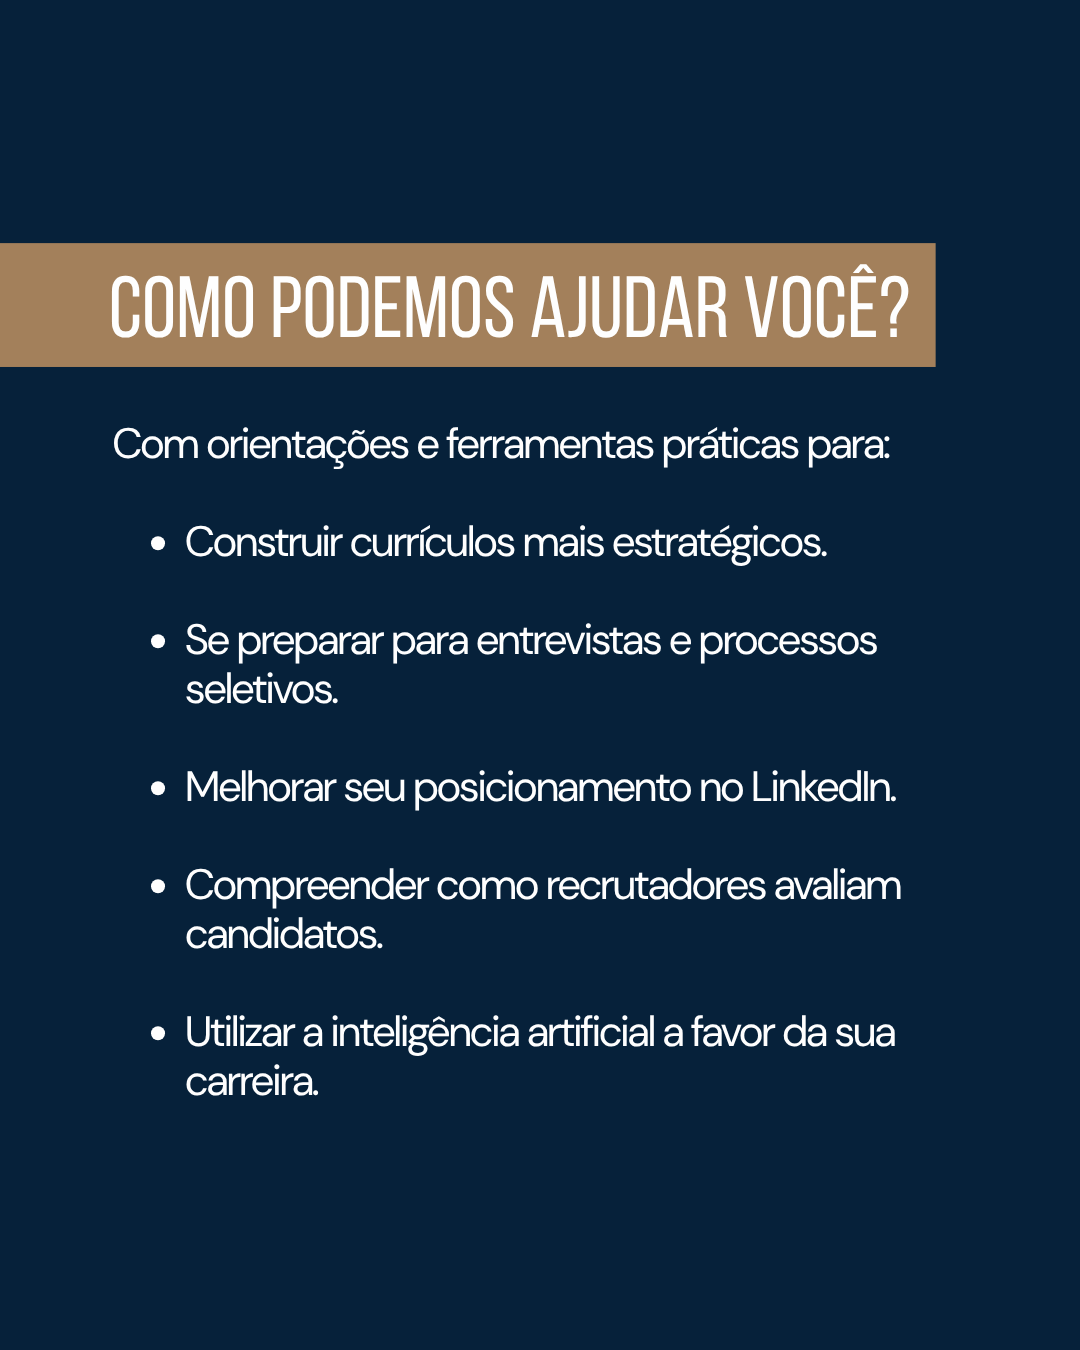 COMO PODEMOS AJUDAR VOCÊ?
Com orientações e ferramentas práticas para:
• Construir currículos mais estratégicos.
• Se preparar para entrevistas e processos
seletivos.
• Melhorar seu posicionamento no LinkedIn.
• Compreender como recrutadores avaliam
candidatos.
• Utilizar a inteligência artificial a favor da sua
carreira.